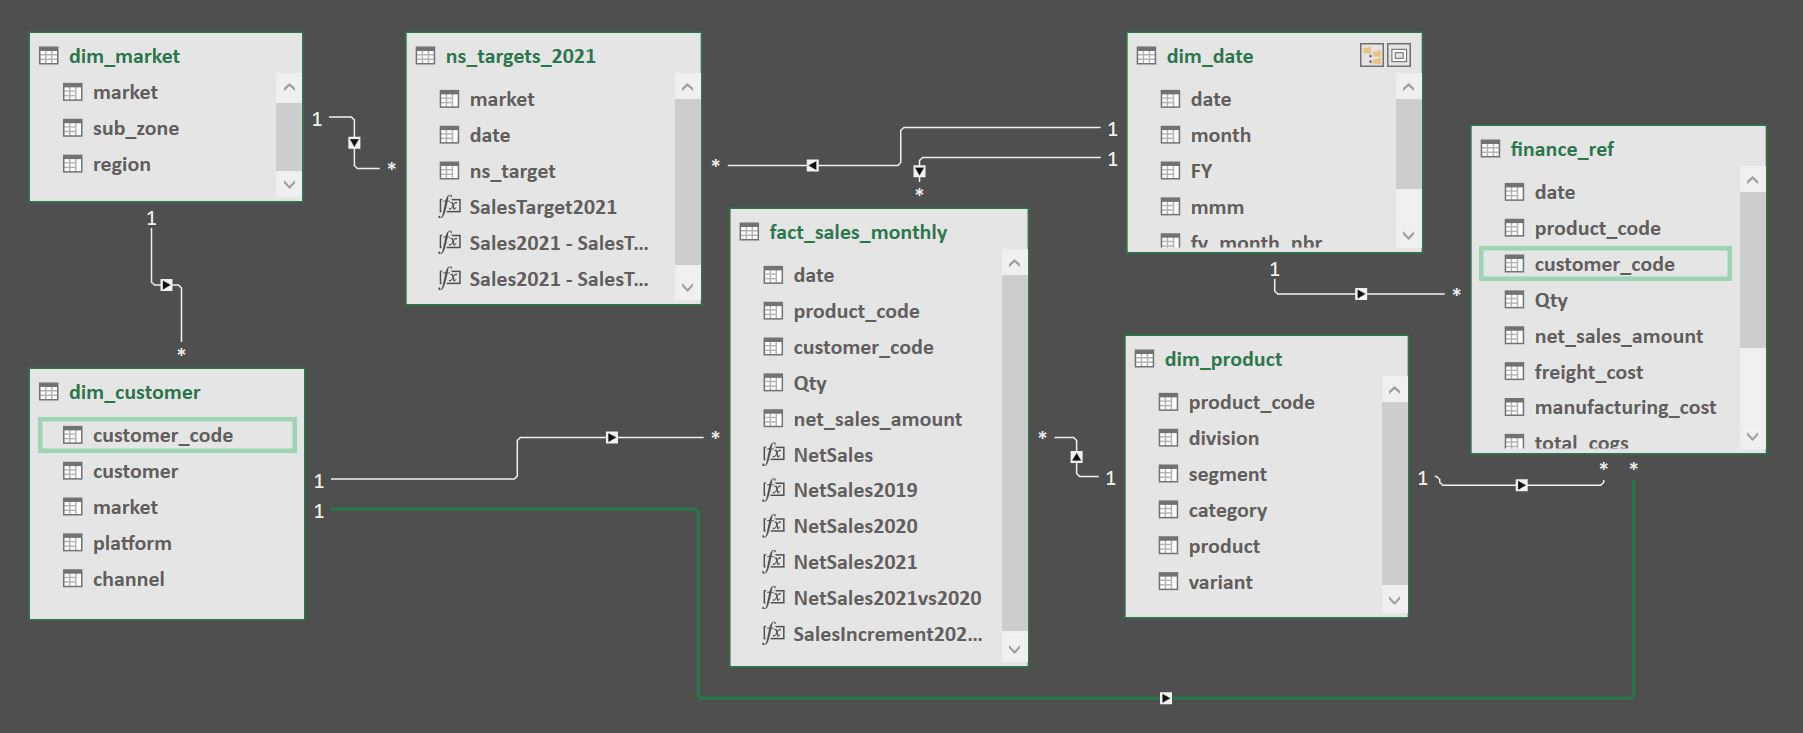 dim_market
market
sub_zone
region
1
*
1
*
ns_targets_2021
market
date
ns_target
SalesTarget2021
Sales2021 - SalesT...
Sales2021 - SalesT...
*
1
1
*
dim_date
date
month
FY
mmm
fy_month_nbr
1
*
finance_ref
date
product_code
customer_code
Qty
net_sales_amount
freight_cost
manufacturing_cost
total_cogs
* *
fact_sales_monthly
date
product_code
customer_code
Qty
net_sales_amount
NetSales
NetSales2019
NetSales2020
NetSales2021
NetSales2021vs2020
SalesIncrement202...
dim_customer
customer_code
customer
market
platform
channel
1
1
*
*
1
dim_product
product_code
division
segment
category
product
variant
1